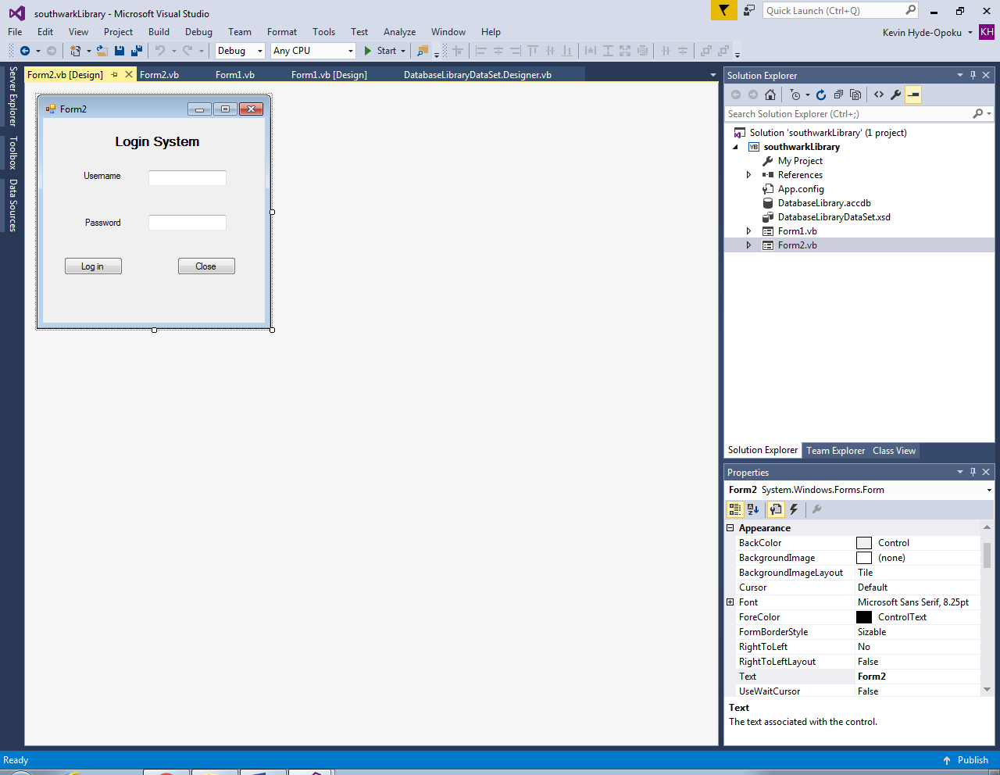 southwarkLibrary - Microsoft Visual Studio
Quick Launch (Ctrl+Q)
File Edit View Project Build Debug Team Format Tools Test Analyze Window Help
Kevin Hyde-Opoku KH
Debug Any CPU Start
Server Explorer
Toolbox
Data Sources
Form2.vb [Design] Form2.vb Form1.vb Form1.vb [Design] DatabaseLibraryDataSet.Designer.vb
Form2
Login System
Username
Password
Log in Close
Solution Explorer
Search Solution Explorer (Ctrl+;)
Solution 'southwarkLibrary' (1 project)
VB southwarkLibrary
My Project
References
App.config
DatabaseLibrary.accdb
DatabaseLibraryDataSet.xsd
Form1.vb
Form2.vb
Solution Explorer Team Explorer Class View
Properties
Form2 System.Windows.Forms.Form
Appearance
BackColor Control
BackgroundImage (none)
BackgroundImageLayout Tile
Cursor Default
Font Microsoft Sans Serif, 8.25pt
ForeColor ControlText
FormBorderStyle Sizable
RightToLeft No
RightToLeftLayout False
Text Form2
UseWaitCursor False
Text
The text associated with the control.
Ready
Publish